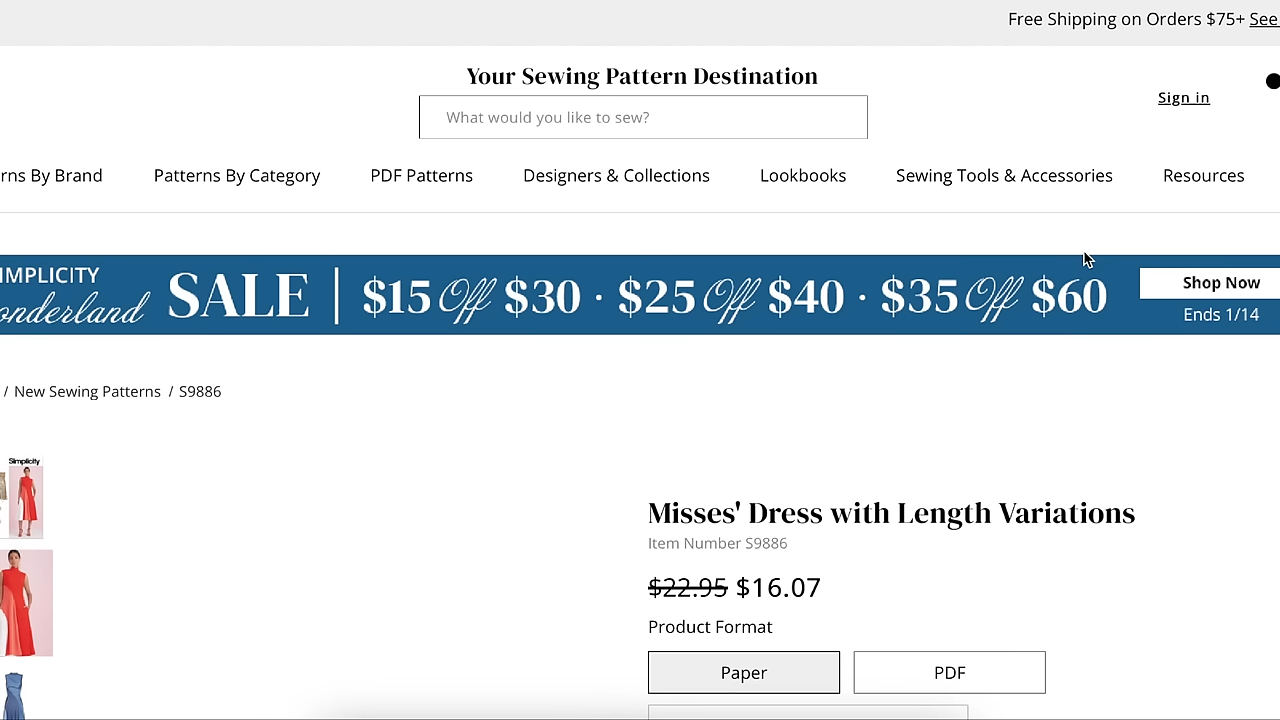 Free Shipping on Orders $75+ See
Your Sewing Pattern Destination
What would you like to sew?
Sign in
rns By Brand
Patterns By Category
PDF Patterns
Designers & Collections
Lookbooks
Sewing Tools & Accessories
Resources
IMPLICITY
onderland
SALE | $15 Off $30 · $25 Off $40 · $35 Off $60
Shop Now
Ends 1/14
/ New Sewing Patterns / S9886
Simplicity
Misses' Dress with Length Variations
Item Number S9886
$22.95 $16.07
Product Format
Paper
PDF